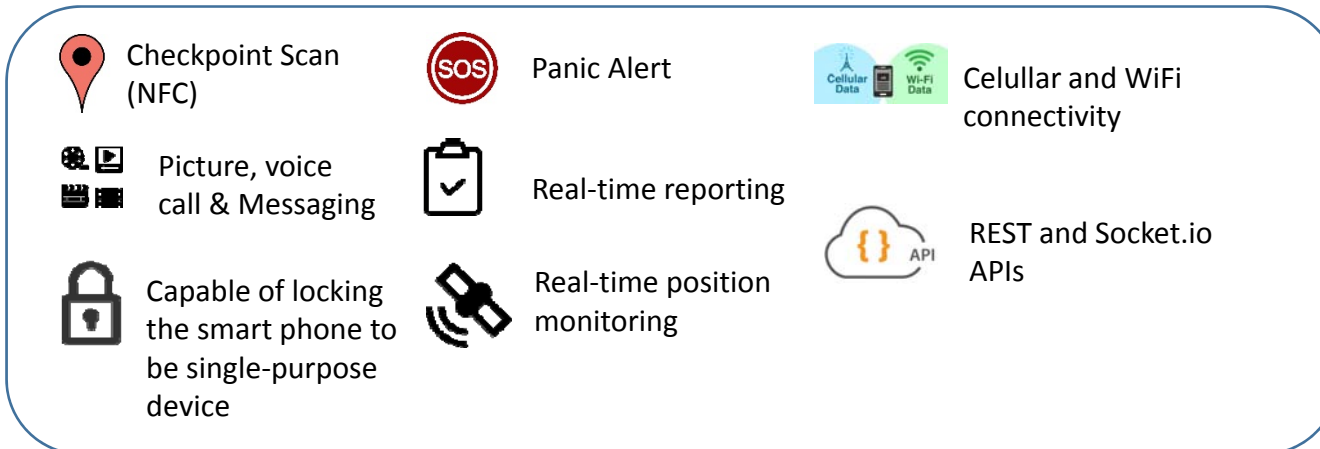 Checkpoint Scan
(NFC)
SOS
Panic Alert
Cellular
Data
Wi-Fi
Data
Celullar and WiFi
connectivity
Picture, voice
call & Messaging
Real-time reporting
API
REST and Socket.io
APIs
Capable of locking
the smart phone to
be single-purpose
device
Real-time position
monitoring